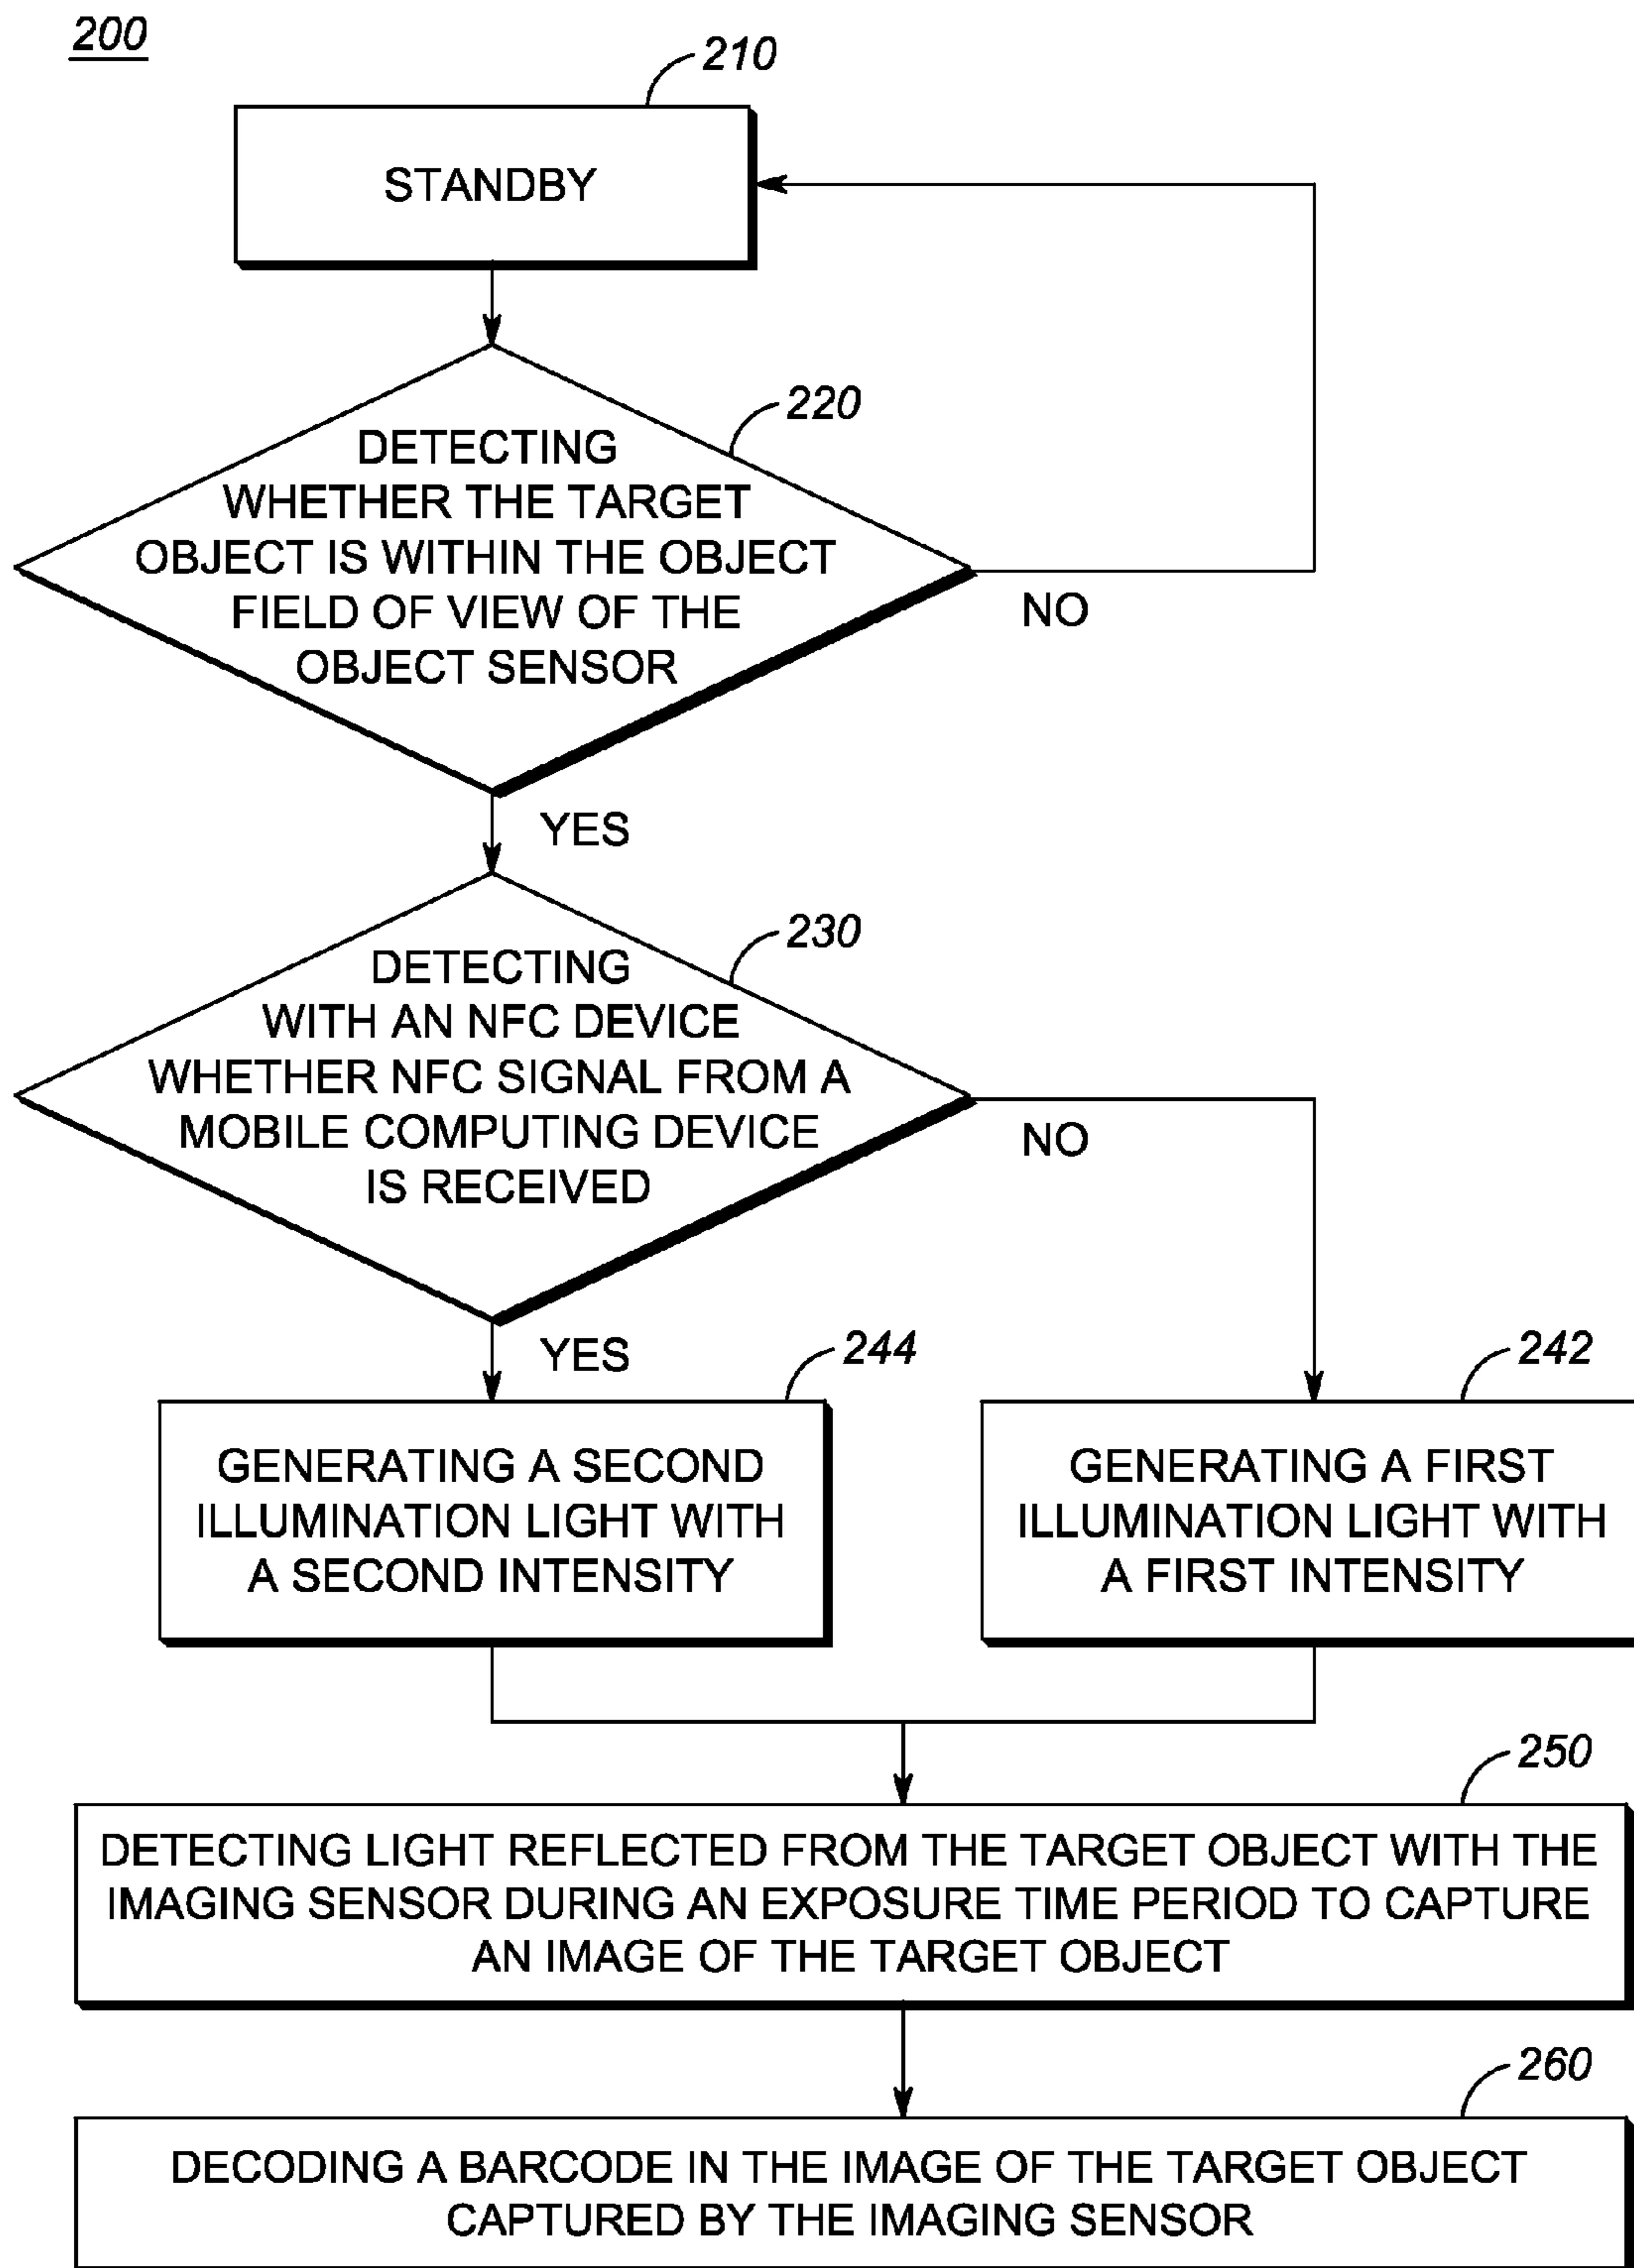 200
210
STANDBY
220
DETECTING
WHETHER THE TARGET
OBJECT IS WITHIN THE OBJECT
FIELD OF VIEW OF THE
OBJECT SENSOR
NO
YES
230
DETECTING
WITH AN NFC DEVICE
WHETHER NFC SIGNAL FROM A
MOBILE COMPUTING DEVICE
IS RECEIVED
NO
YES
244
GENERATING A SECOND
ILLUMINATION LIGHT WITH
A SECOND INTENSITY
242
GENERATING A FIRST
ILLUMINATION LIGHT WITH
A FIRST INTENSITY
250
DETECTING LIGHT REFLECTED FROM THE TARGET OBJECT WITH THE
IMAGING SENSOR DURING AN EXPOSURE TIME PERIOD TO CAPTURE
AN IMAGE OF THE TARGET OBJECT
260
DECODING A BARCODE IN THE IMAGE OF THE TARGET OBJECT
CAPTURED BY THE IMAGING SENSOR